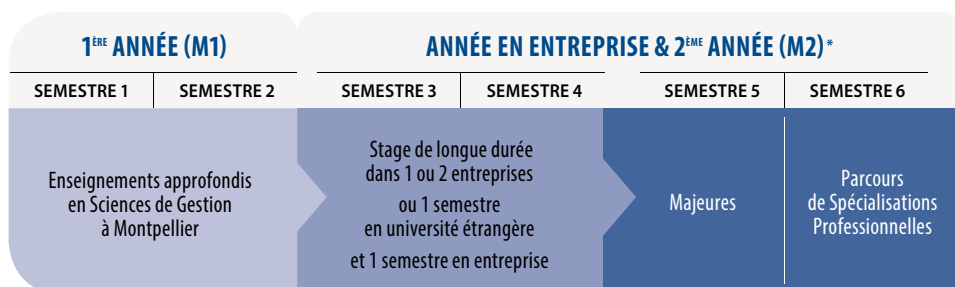 1ÈRE ANNÉE (M1)
ANNÉE EN ENTREPRISE & 2ÈME ANNÉE (M2)*
SEMESTRE 1
SEMESTRE 2
SEMESTRE 3
SEMESTRE 4
SEMESTRE 5
SEMESTRE 6
Enseignements approfondis
en Sciences de Gestion
à Montpellier
Stage de longue durée
dans 1 ou 2 entreprises
ou 1 semestre
en université étrangère
et 1 semestre en entreprise
Majeures
Parcours
de Spécialisations
Professionnelles